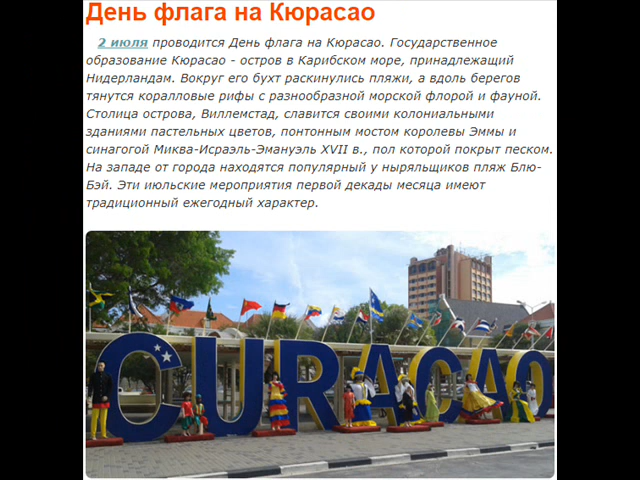 День флага на Кюрасао
2 июля проводится День флага на Кюрасао. Государственное
образование Кюрасао - остров в Карибском море, принадлежащий
Нидерландам. Вокруг его бухт раскинулись пляжи, а вдоль берегов
тянутся коралловые рифы с разнообразной морской флорой и фауной.
Столица острова, Виллемстад, славится своими колониальными
зданиями пастельных цветов, понтонным мостом королевы Эммы и
синагогой Миква-Исраэль-Эмануэль XVII в., пол которой покрыт песком.
На западе от города находятся популярный у ныряльщиков пляж Блю-
Бэй. Эти июльские мероприятия первой декады месяца имеют
традиционный ежегодный характер.
CURAÇAO